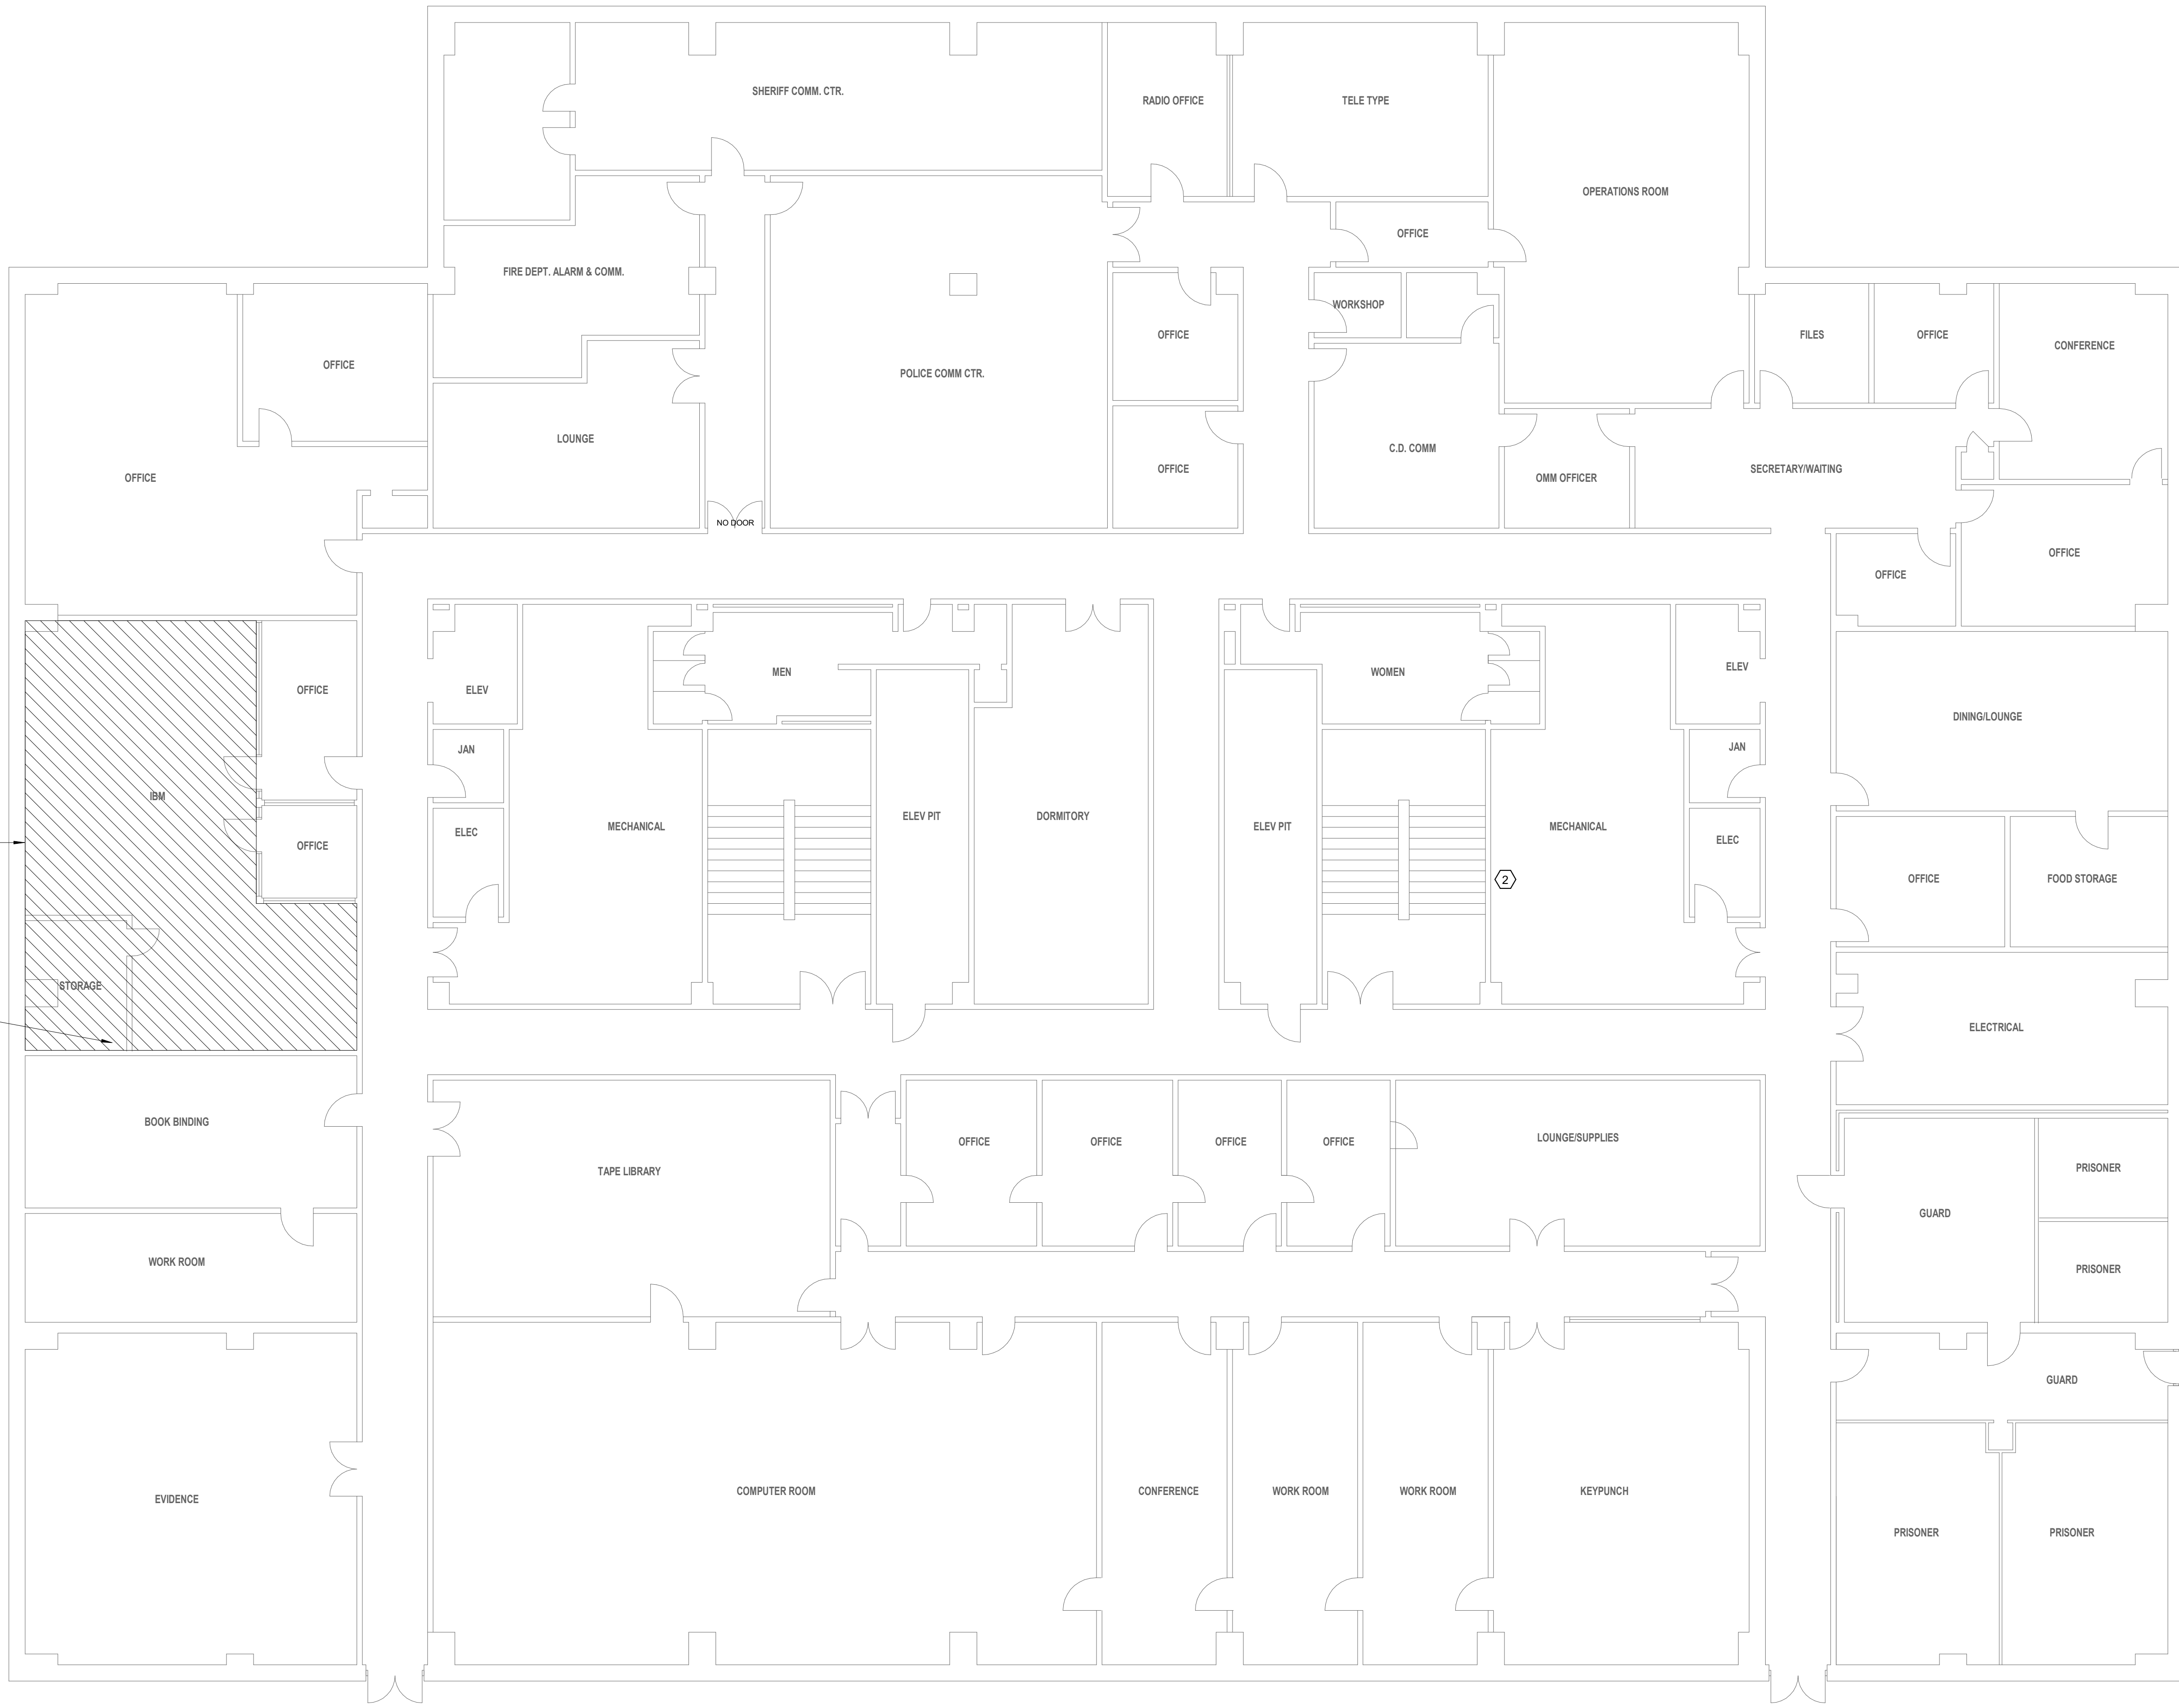 SHERIFF COMM. CTR.
RADIO OFFICE
TELE TYPE
OPERATIONS ROOM
OFFICE
FIRE DEPT. ALARM & COMM.
WORKSHOP
OFFICE
OFFICE
FILES
OFFICE
CONFERENCE
POLICE COMM CTR.
LOUNGE
C.D. COMM
OFFICE
OFFICE
OMM OFFICER
SECRETARY/WAITING
NO DOOR
OFFICE
OFFICE
OFFICE
ELEV
MEN
WOMEN
ELEV
DINING/LOUNGE
JAN
JAN
IBM
ELEC
MECHANICAL
ELEV PIT
DORMITORY
ELEV PIT
MECHANICAL
ELEC
OFFICE
2
OFFICE
FOOD STORAGE
STORAGE
ELECTRICAL
BOOK BINDING
OFFICE
OFFICE
OFFICE
OFFICE
LOUNGE/SUPPLIES
TAPE LIBRARY
PRISONER
GUARD
WORK ROOM
PRISONER
GUARD
EVIDENCE
COMPUTER ROOM
CONFERENCE
WORK ROOM
WORK ROOM
KEYPUNCH
PRISONER
PRISONER